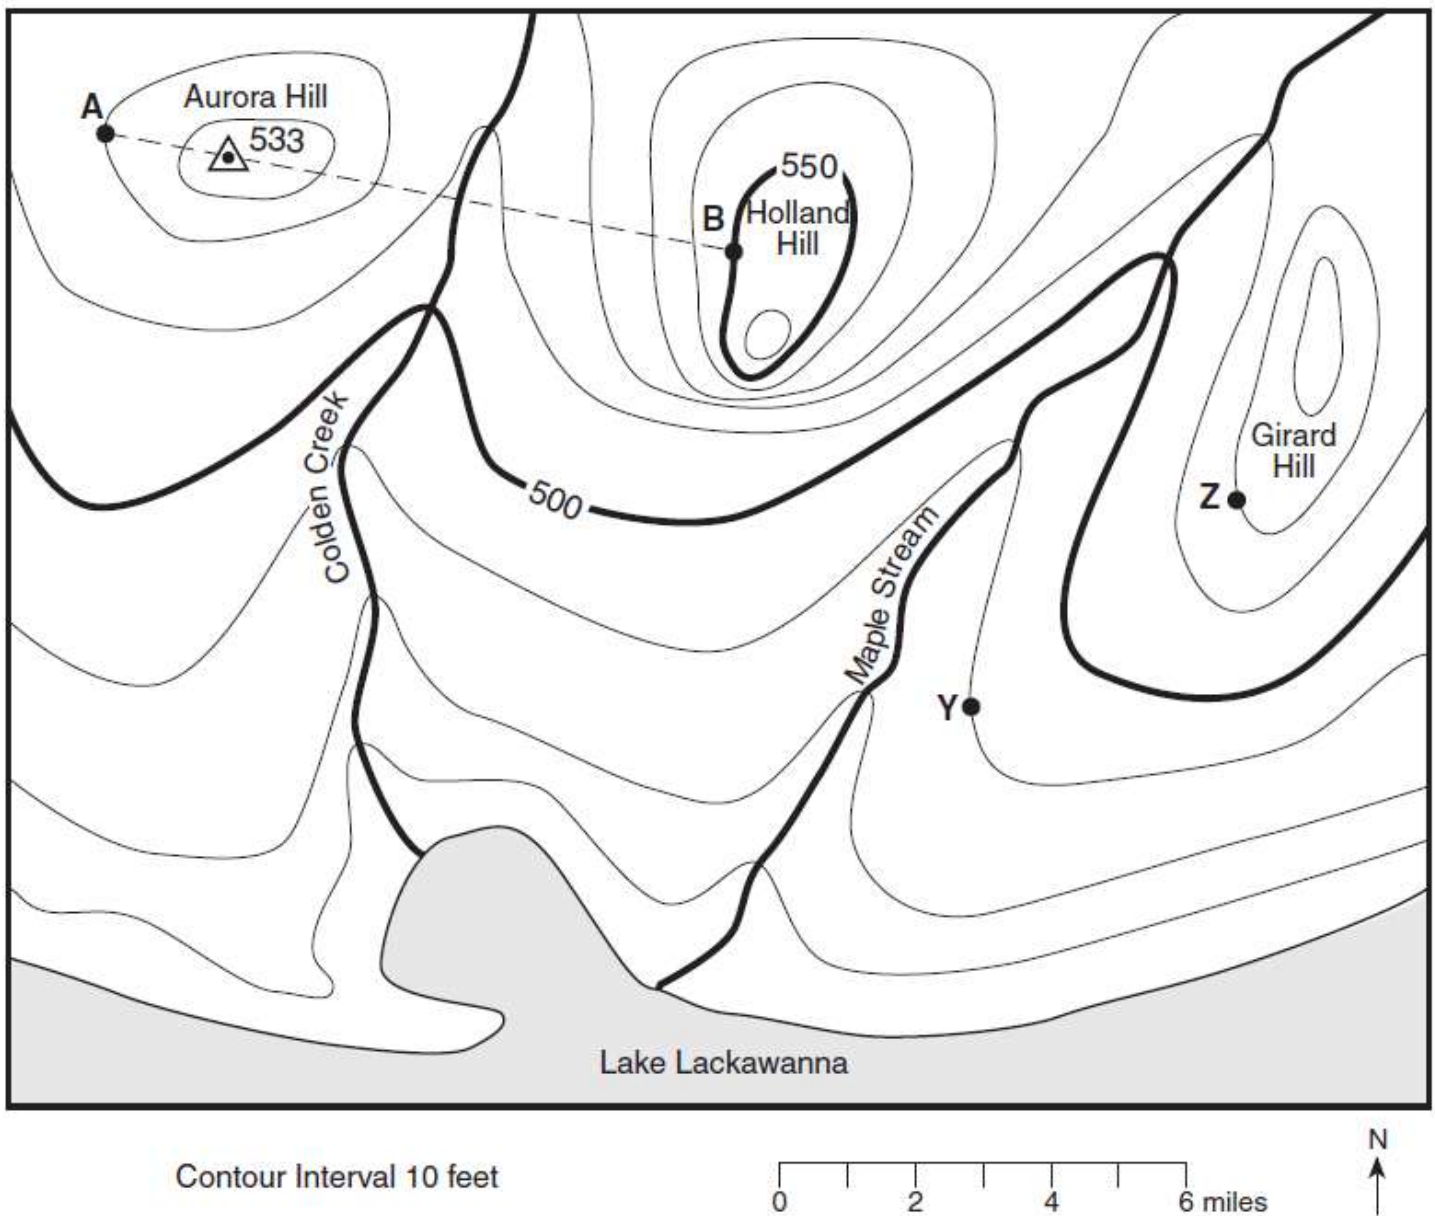 A
Aurora Hill
533
550
B
Holland
Hill
Colden Creek
500
Maple Stream
Girard
Hill
Z
Y
Lake Lackawanna
Contour Interval 10 feet
0 2 4 6 miles
N